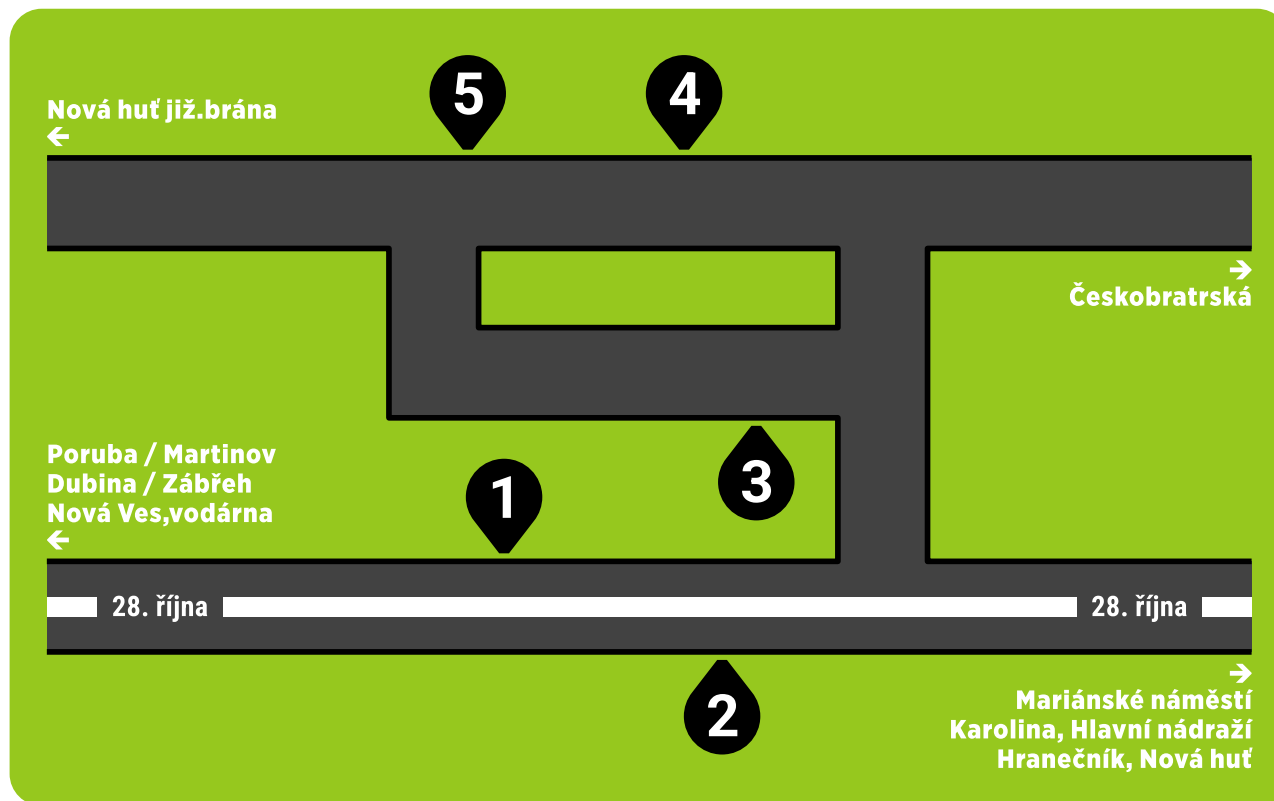 5
4
Nová huť již.brána
←
→
Českobratrská
Poruba / Martinov
Dubina / Zábřeh
Nová Ves,vodárna
←
1
3
28. října
28. října
2
→
Mariánské náměstí
Karolina, Hlavní nádraží
Hranečník, Nová huť